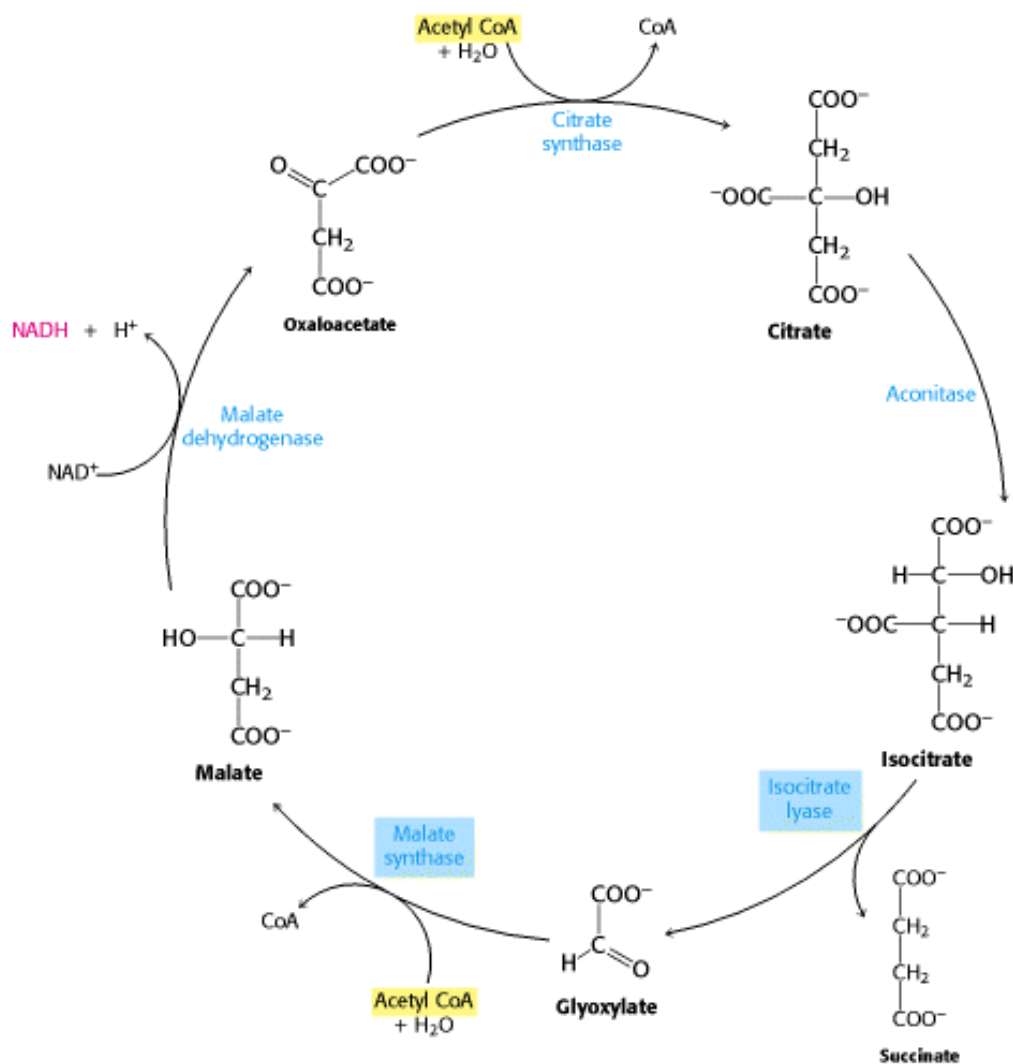 Acetyl CoA
+ H₂O
CoA
Citrate
synthase
O
C
COO⁻
CH₂
COO⁻
Oxaloacetate
COO⁻
CH₂
⁻OOC—C—OH
CH₂
COO⁻
Citrate
Aconitase
COO⁻
H—C—OH
⁻OOC—C—H
CH₂
COO⁻
Isocitrate
Isocitrate
lyase
COO⁻
CH₂
CH₂
COO⁻
Succinate
COO⁻
C
H
O
Glyoxylate
Malate
synthase
CoA
Acetyl CoA
+ H₂O
COO⁻
HO—C—H
CH₂
COO⁻
Malate
Malate
dehydrogenase
NAD⁺
NADH + H⁺